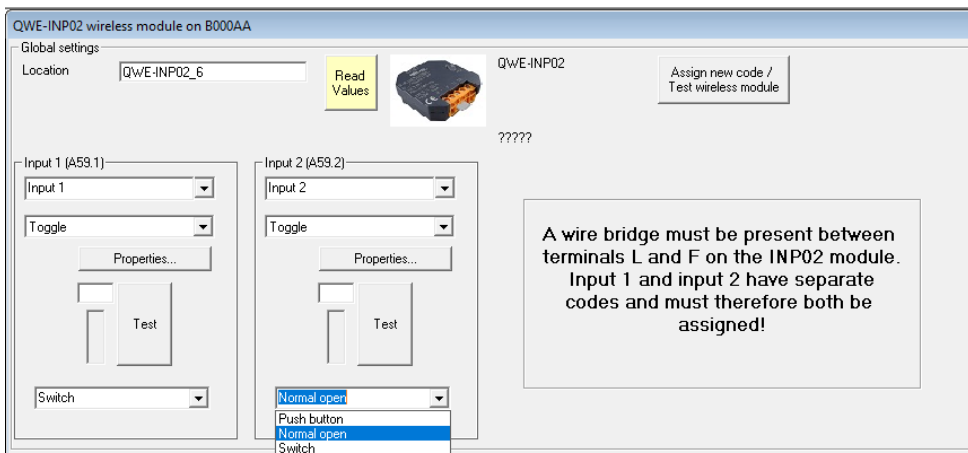 QWE-INP02 wireless module on B000AA
Global settings
Location
QWE-INP02_6
Read
Values
QWE-INP02
Assign new code /
Test wireless module
?????
Input 1 (A59.1)
Input 1
Toggle
Properties...
Test
Switch
Input 2 (A59.2)
Input 2
Toggle
Properties...
Test
Normal open
Push button
Normal open
Switch
A wire bridge must be present between
terminals L and F on the INP02 module.
Input 1 and input 2 have separate
codes and must therefore both be
assigned!